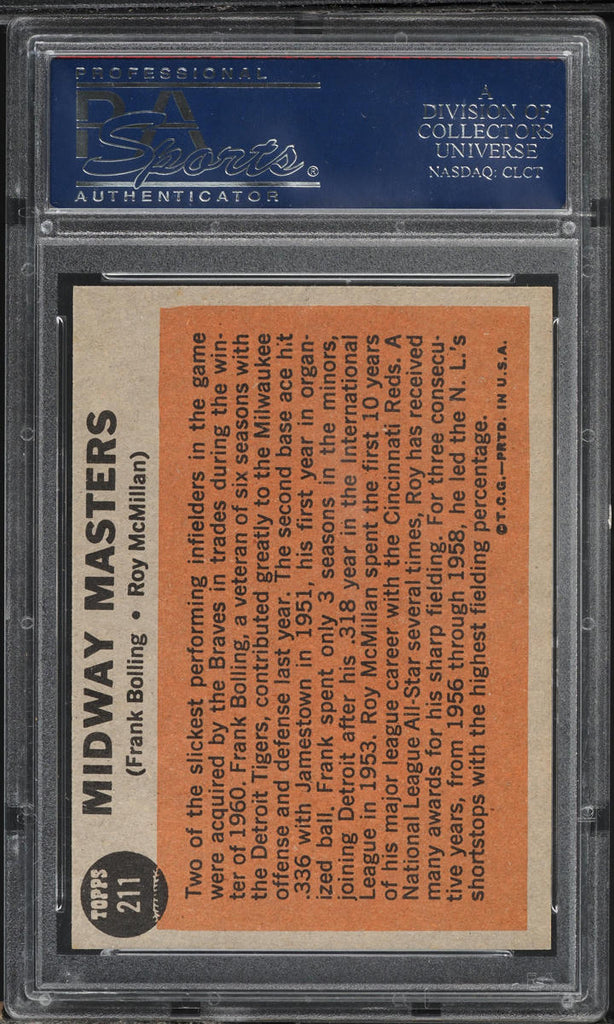 PROFESSIONAL
PSA
Sports®
AUTHENTICATOR
A
DIVISION OF
COLLECTORS
UNIVERSE
NASDAQ: CLCT
TOPPS
211
MIDWAY MASTERS
(Frank Bolling • Roy McMillan)
Two of the slickest performing infielders in the game
were acquired by the Braves in trades during the win-
ter of 1960. Frank Bolling, a veteran of six seasons with
the Detroit Tigers, contributed greatly to the Milwaukee
offense and defense last year. The second base ace hit
.336 with Jamestown in 1951, his first year in organ-
ized ball. Frank spent only 3 seasons in the minors,
joining Detroit after his .318 year in the International
League in 1953. Roy McMillan spent the first 10 years
of his major league career with the Cincinnati Reds. A
National League All-Star several times, Roy has received
many awards for his sharp fielding. For three consecu-
tive years, from 1956 through 1958, he led the N. L.'s
shortstops with the highest fielding percentage.
©T.C.G.—PRTD. IN U.S.A.